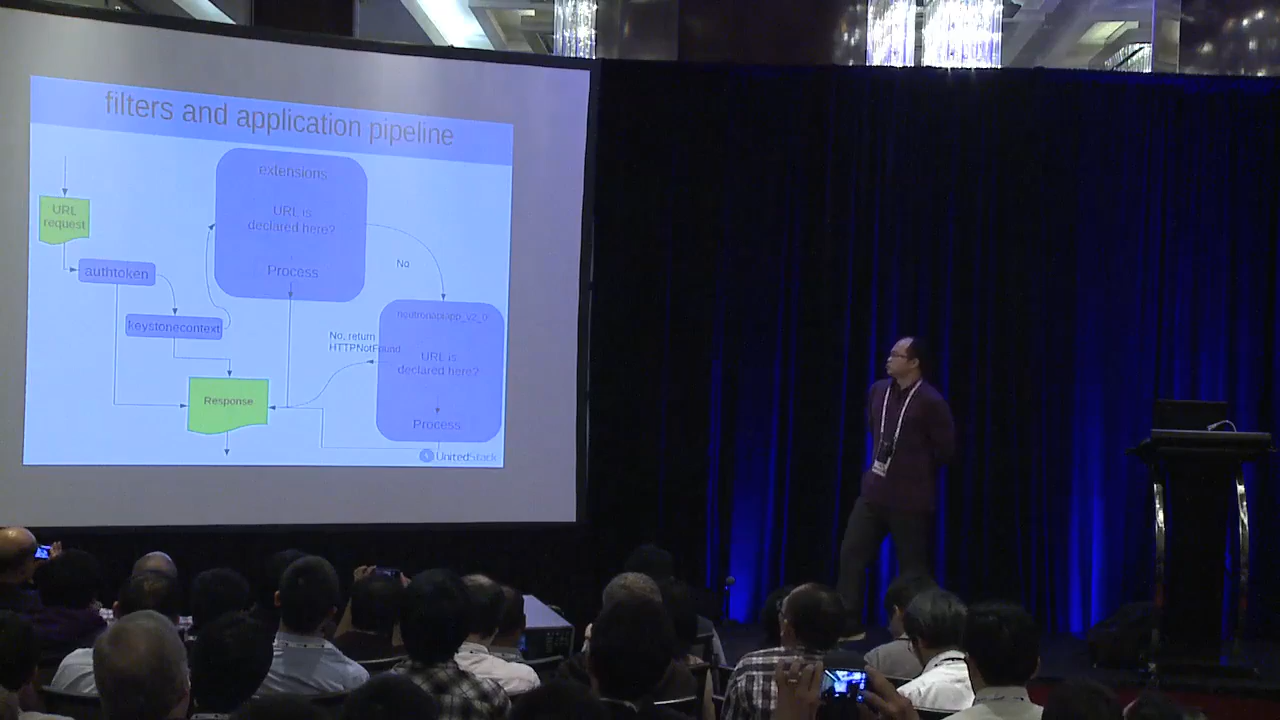 filters and application pipeline
URL
request
authtoken
keystonecontext
extensions
URL is
declared here?
Process
No
neutronapiapp_v2_0
URL is
declared here?
Process
No, return
HTTPNotFound
Response
UnitedStack